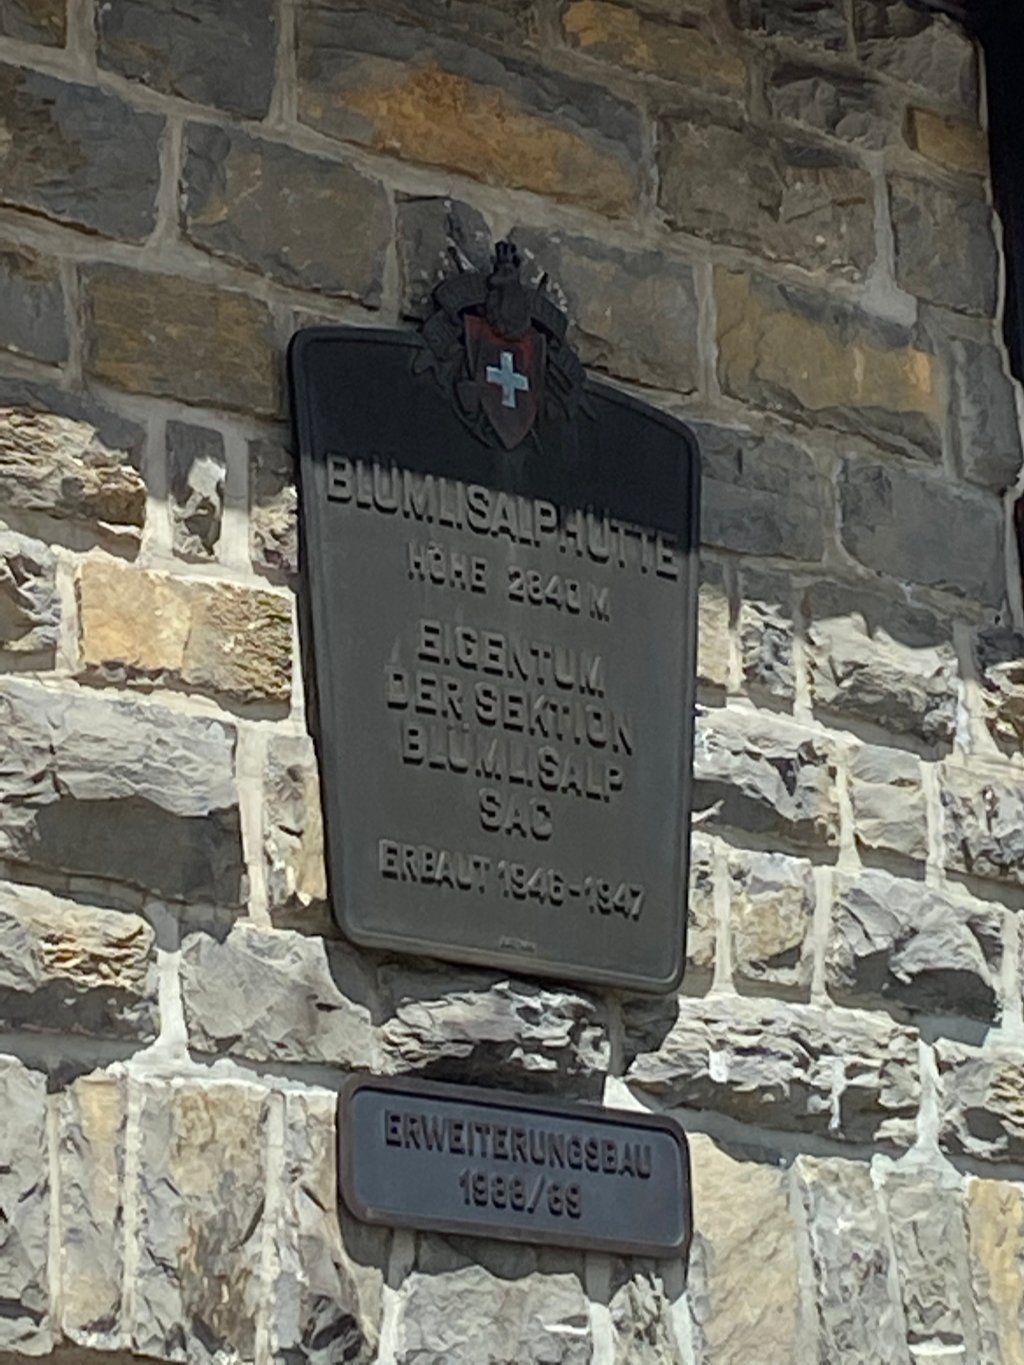 BLÜMLISALPHÜTTE
HÖHE 2840 M
EIGENTUM
DER SEKTION
BLÜMLISALP
SAC
ERBAUT 1946-1947
ERWEITERUNGSBAU
1988/89